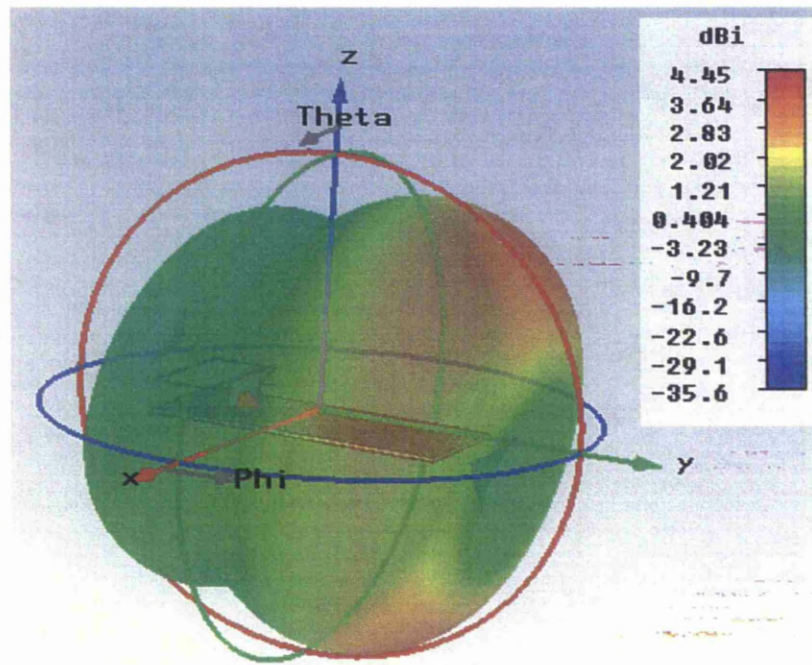 dBi
4.45
3.64
2.83
2.02
1.21
0.404
-3.23
-9.7
-16.2
-22.6
-29.1
-35.6
z
Theta
x
Phi
y